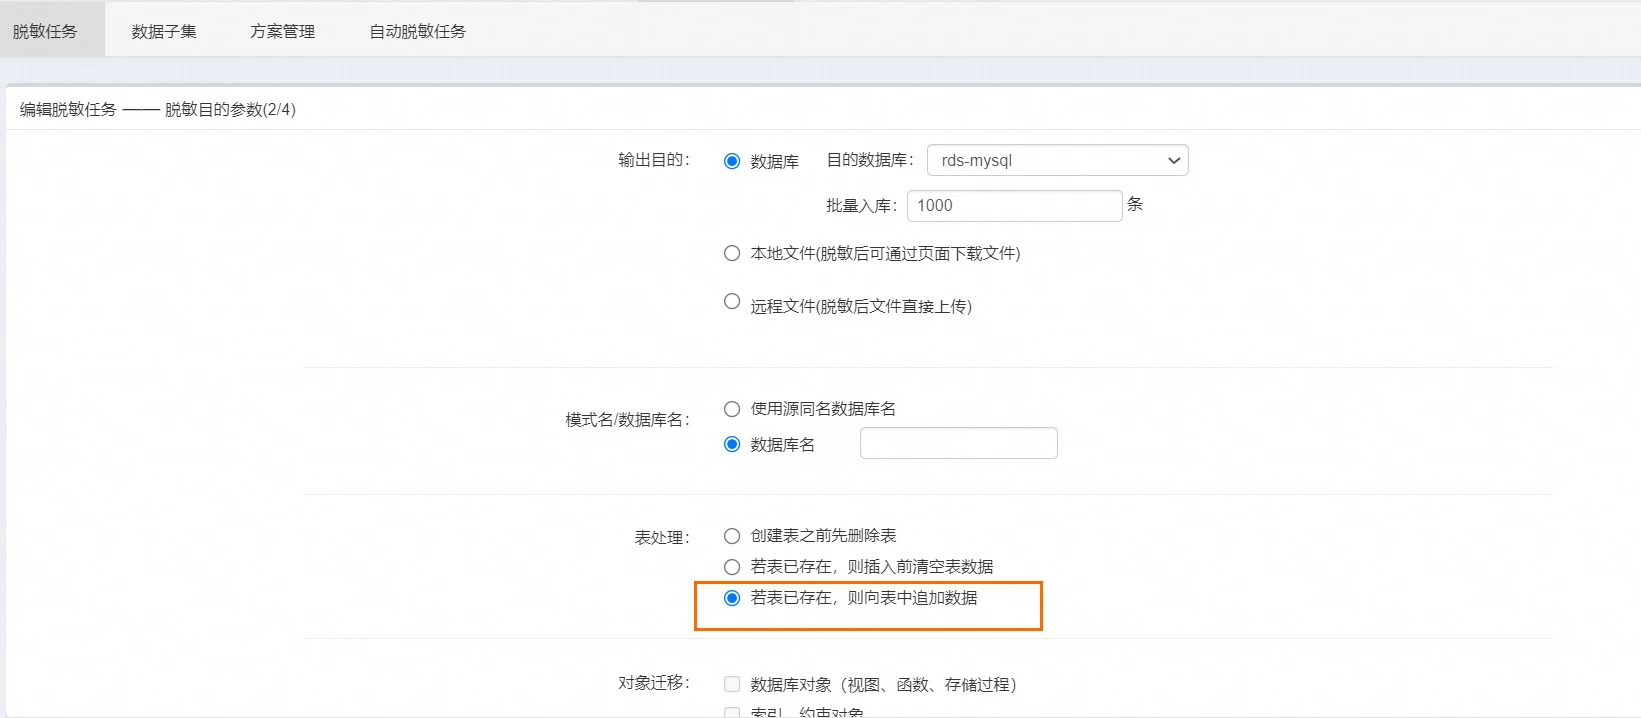 脱敏任务 数据子集 方案管理 自动脱敏任务
编辑脱敏任务 —— 脱敏目的参数(2/4)
输出目的： 数据库 目的数据库： rds-mysql
批量入库： 1000 条
本地文件(脱敏后可通过页面下载文件)
远程文件(脱敏后文件直接上传)
模式名/数据库名： 使用源同名数据库名
数据库名
表处理： 创建表之前先删除表
若表已存在，则插入前清空表数据
若表已存在，则向表中追加数据
对象迁移： 数据库对象（视图、函数、存储过程）
索引、约束对象